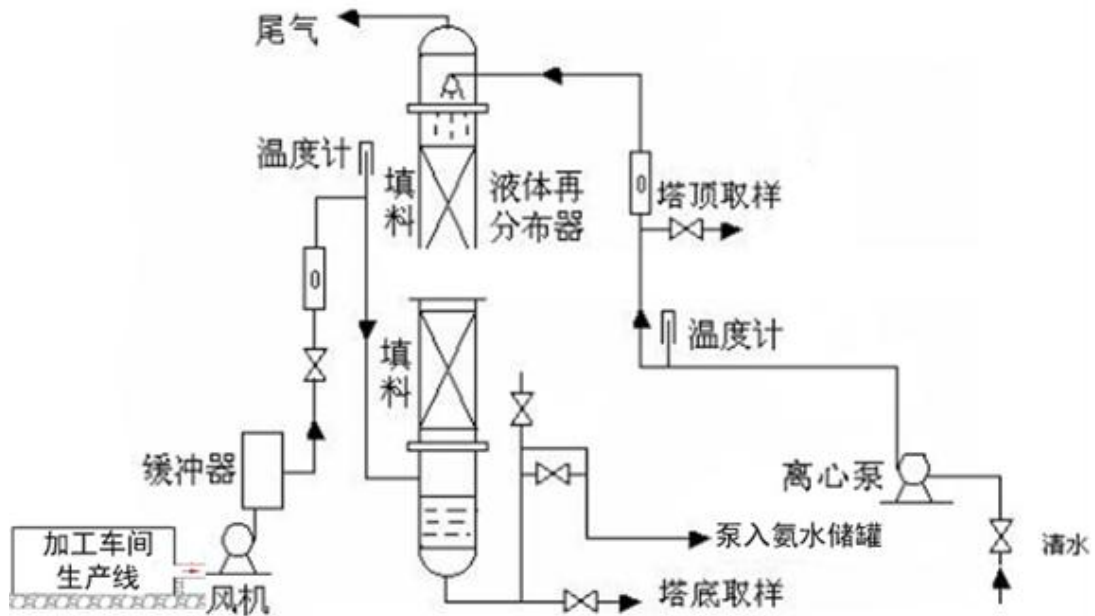 尾气
温度计
填
料
液体再
分布器
塔顶取样
温度计
填
料
缓冲器
离心泵
加工车间
生产线
风机
泵入氨水储罐
清水
塔底取样